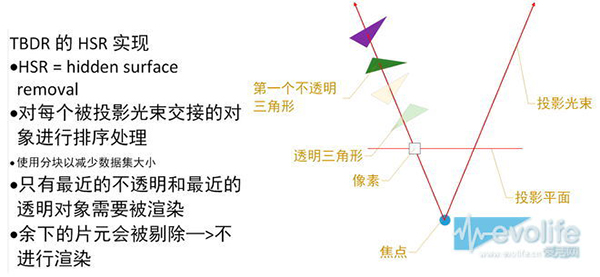 TBDR 的 HSR 实现
•HSR = hidden surface
removal
•对每个被投影光束交接的对
象进行排序处理
•使用分块以减少数据集大小
•只有最近的不透明和最近的
透明对象需要被渲染
•余下的片元会被剔除—>不
进行渲染
第一个不透明
三角形
透明三角形
像素
投影光束
投影平面
焦点
evolife
爱活网